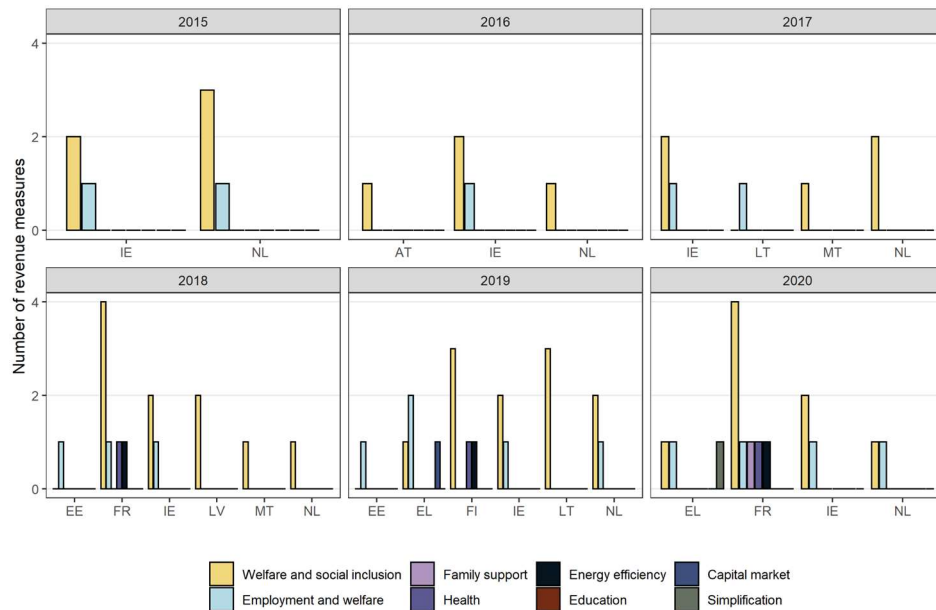 Number of revenue measures
2015 2016 2017
4
2
0
IE NL AT IE NL IE LT MT NL
2018 2019 2020
4
2
0
EE FR IE LV MT NL EE EL FI IE LT NL EL FR IE NL
Welfare and social inclusion Family support Energy efficiency Capital market
Employment and welfare Health Education Simplification